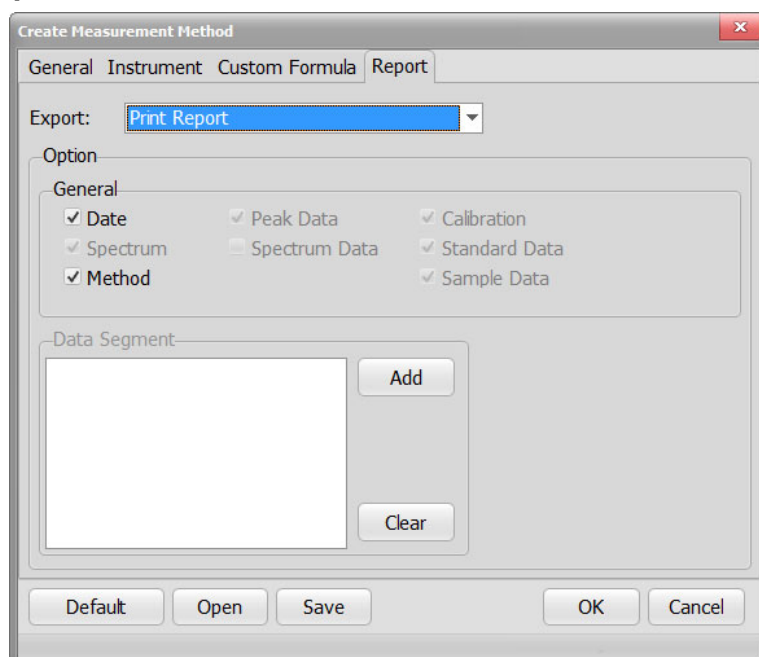 Create Measurement Method
General Instrument Custom Formula Report
Export: Print Report
Option
General
Date Peak Data Calibration
Spectrum Spectrum Data Standard Data
Method Sample Data
Data Segment
Add
Clear
Default Open Save OK Cancel